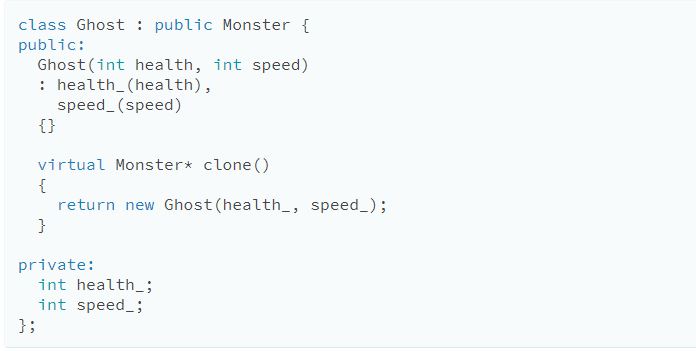 class Ghost : public Monster {
public:
  Ghost(int health, int speed)
  : health_(health),
    speed_(speed)
  {}

  virtual Monster* clone()
  {
    return new Ghost(health_, speed_);
  }

private:
  int health_;
  int speed_;
};